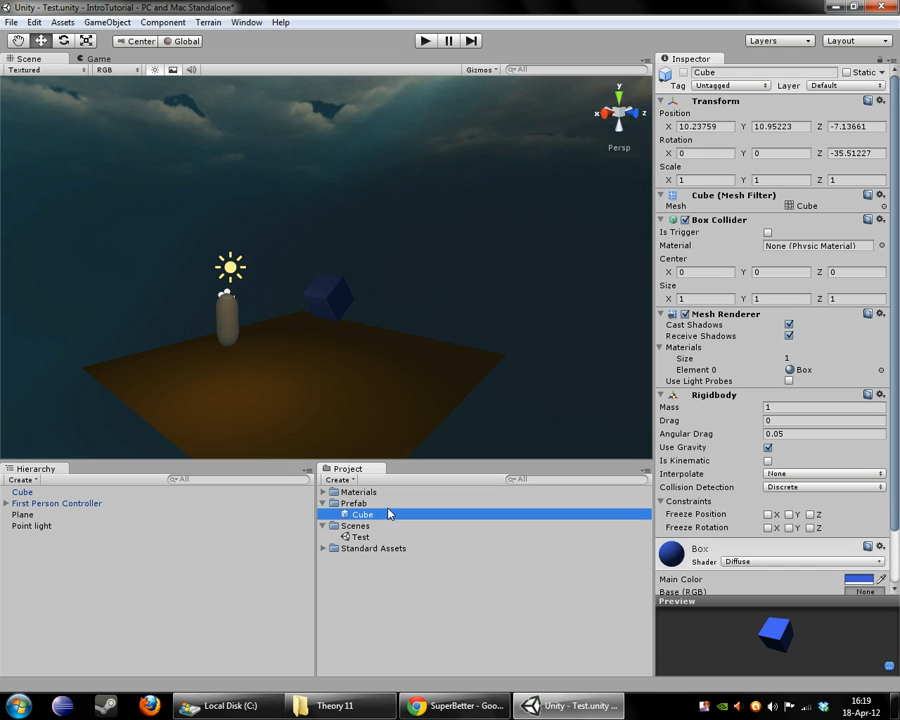 Unity - Test.unity - IntroTutorial - PC and Mac Standalone*
File Edit Assets GameObject Component Terrain Window Help
Center Global Layers Layout
Scene Game
Textured RGB Gizmos All
y
x z
Persp
Inspector
Cube Static
Tag Untagged Layer Default
Transform
Position
X 10.23759 Y 10.95223 Z -7.13661
Rotation
X 0 Y 0 Z -35.51227
Scale
X 1 Y 1 Z 1
Cube (Mesh Filter)
Mesh Cube
Box Collider
Is Trigger
Material None (Physic Material)
Center
X 0 Y 0 Z 0
Size
X 1 Y 1 Z 1
Mesh Renderer
Cast Shadows
Receive Shadows
Materials
Size 1
Element 0 Box
Use Light Probes
Rigidbody
Mass 1
Drag 0
Angular Drag 0.05
Use Gravity
Is Kinematic
Interpolate None
Collision Detection Discrete
Constraints
Freeze Position X Y Z
Freeze Rotation X Y Z
Box
Shader Diffuse
Main Color
Base (RGB) None
Preview
Hierarchy
Create All
Cube
First Person Controller
Plane
Point light
Project
Create All
Materials
Prefab
Cube
Scenes
Test
Standard Assets
Local Disk (C:) Theory 11 SuperBetter - Goo... Unity - Test.unity ...
16:19
18-Apr-12